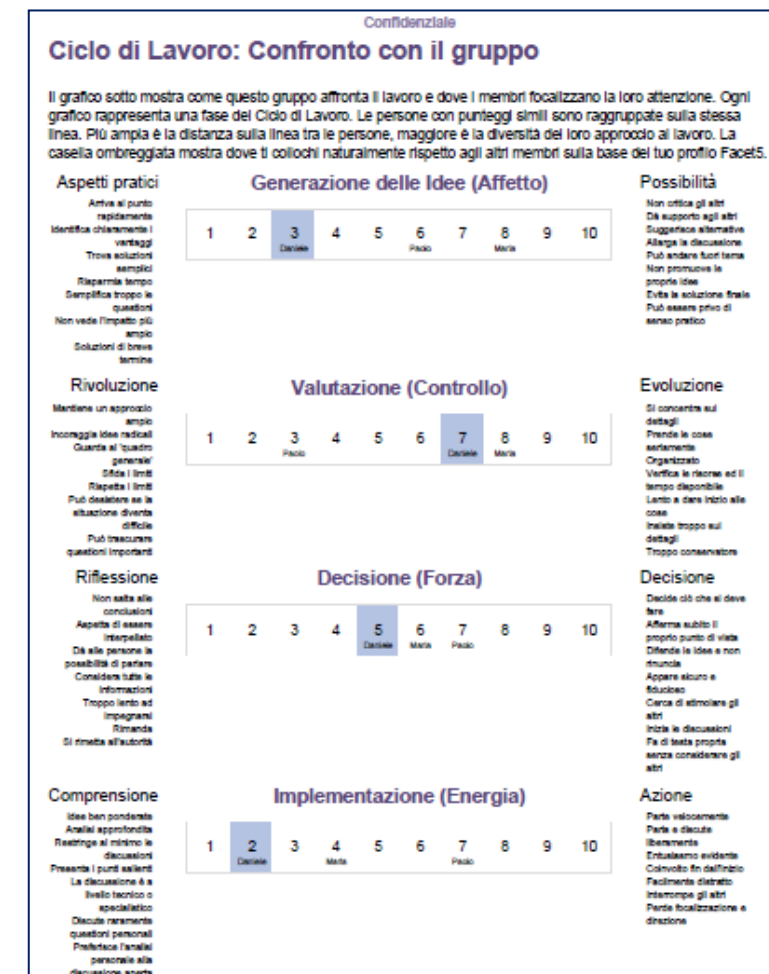 Confidenziale
Ciclo di Lavoro: Confronto con il gruppo
Il grafico sotto mostra come questo gruppo affronta il lavoro e dove i membri focalizzano la loro attenzione. Ogni
grafico rappresenta una fase del Ciclo di Lavoro. Le persone con punteggi simili sono raggruppate sulla stessa
linea. Più ampia è la distanza sulla linea tra le persone, maggiore è la diversità del loro approccio al lavoro. La
casella ombreggiata mostra dove ti collochi naturalmente rispetto agli altri membri sulla base del tuo profilo Facet5.
Aspetti pratici
Arriva al punto
rapidamente
Identifica chiaramente i
vantaggi
Trova soluzioni
semplici
Risparmia tempo
Semplifica troppo le
questioni
Non vede l'impatto più
ampio
Soluzioni di breve
termine
Generazione delle Idee (Affetto)
1 2 3 4 5 6 7 8 9 10
Daniele Paolo Maria
Possibilità
Non critica gli altri
Dà supporto agli altri
Suggerisce alternative
Allarga la discussione
Può andare fuori tema
Non promuove le
proprie idee
Evita la soluzione finale
Può essere privo di
senso pratico
Rivoluzione
Mantiene un approccio
ampio
Incoraggia idee radicali
Guarda al 'quadro
generale'
Sfida i limiti
Rispetta i limiti
Può desistere se la
situazione diventa
difficile
Può trascurare
questioni importanti
Valutazione (Controllo)
1 2 3 4 5 6 7 8 9 10
Paolo Daniele Maria
Evoluzione
Si concentra sui
dettagli
Prende le cose
seriamente
Organizzato
Verifica le risorse ed il
tempo disponibile
Lento a dare inizio alle
cose
Insiste troppo sui
dettagli
Troppo conservatore
Riflessione
Non salta alle
conclusioni
Aspetta di essere
interpellato
Dà alle persone la
possibilità di parlare
Considera tutte le
informazioni
Troppo lento ad
impegnarsi
Rimanda
Si rimette all'autorità
Decisione (Forza)
1 2 3 4 5 6 7 8 9 10
Daniele Maria Paolo
Decisione
Decide ciò che si deve
fare
Afferma subito il
proprio punto di vista
Difende le idee e non
rinuncia
Appare sicuro e
fiducioso
Cerca di stimolare gli
altri
Inizia le discussioni
Fa di testa propria
senza considerare gli
altri
Comprensione
Idee ben ponderate
Analisi approfondita
Restringe al minimo le
discussioni
Presenta i punti salienti
La discussione è a
livello tecnico o
specialistico
Discute raramente
questioni personali
Preferisce l'analisi
personale alla
discussione aperta
Implementazione (Energia)
1 2 3 4 5 6 7 8 9 10
Daniele Maria Paolo
Azione
Parte velocemente
Parla e discute
liberamente
Entusiasmo evidente
Coinvolto fin dall'inizio
Facilmente distratto
Interrompe gli altri
Perde focalizzazione e
direzione